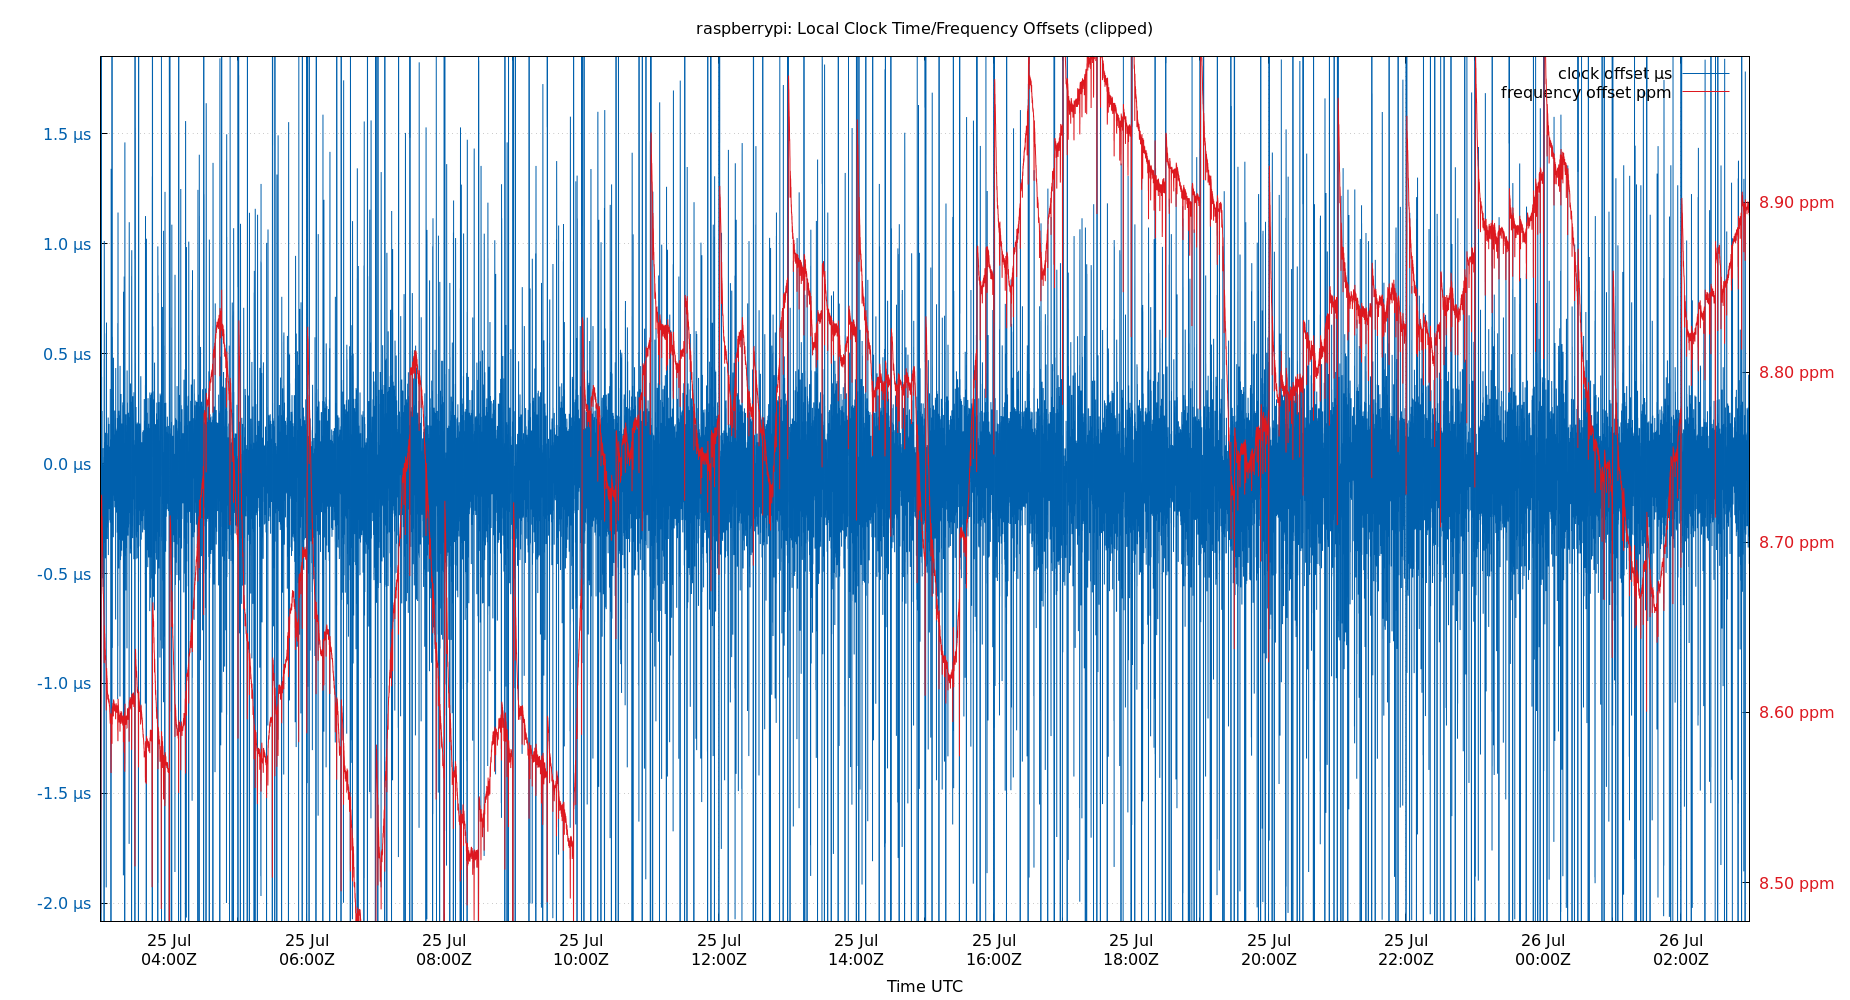 raspberrypi: Local Clock Time/Frequency Offsets (clipped)
clock offset µs
frequency offset ppm
1.5 µs
1.0 µs
0.5 µs
0.0 µs
-0.5 µs
-1.0 µs
-1.5 µs
-2.0 µs
8.90 ppm
8.80 ppm
8.70 ppm
8.60 ppm
8.50 ppm
25 Jul 25 Jul 25 Jul 25 Jul 25 Jul 25 Jul 25 Jul 25 Jul 25 Jul 25 Jul 26 Jul 26 Jul
04:00Z 06:00Z 08:00Z 10:00Z 12:00Z 14:00Z 16:00Z 18:00Z 20:00Z 22:00Z 00:00Z 02:00Z
Time UTC